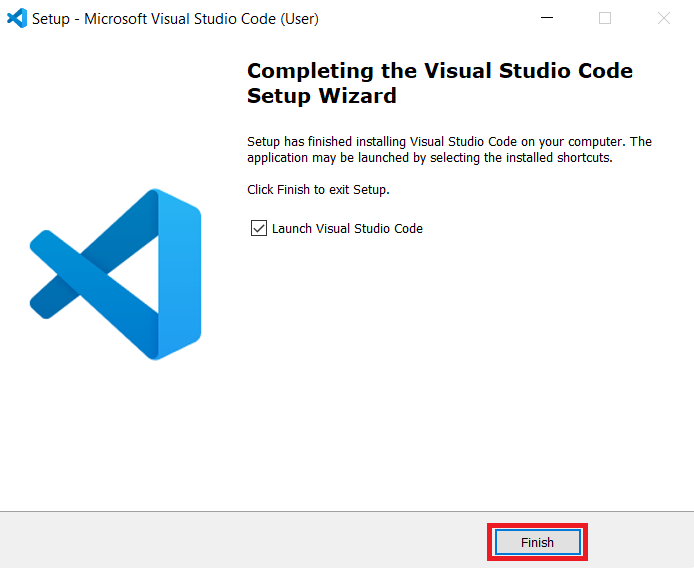 Setup - Microsoft Visual Studio Code (User)
Completing the Visual Studio Code
Setup Wizard
Setup has finished installing Visual Studio Code on your computer. The
application may be launched by selecting the installed shortcuts.
Click Finish to exit Setup.
Launch Visual Studio Code
Finish